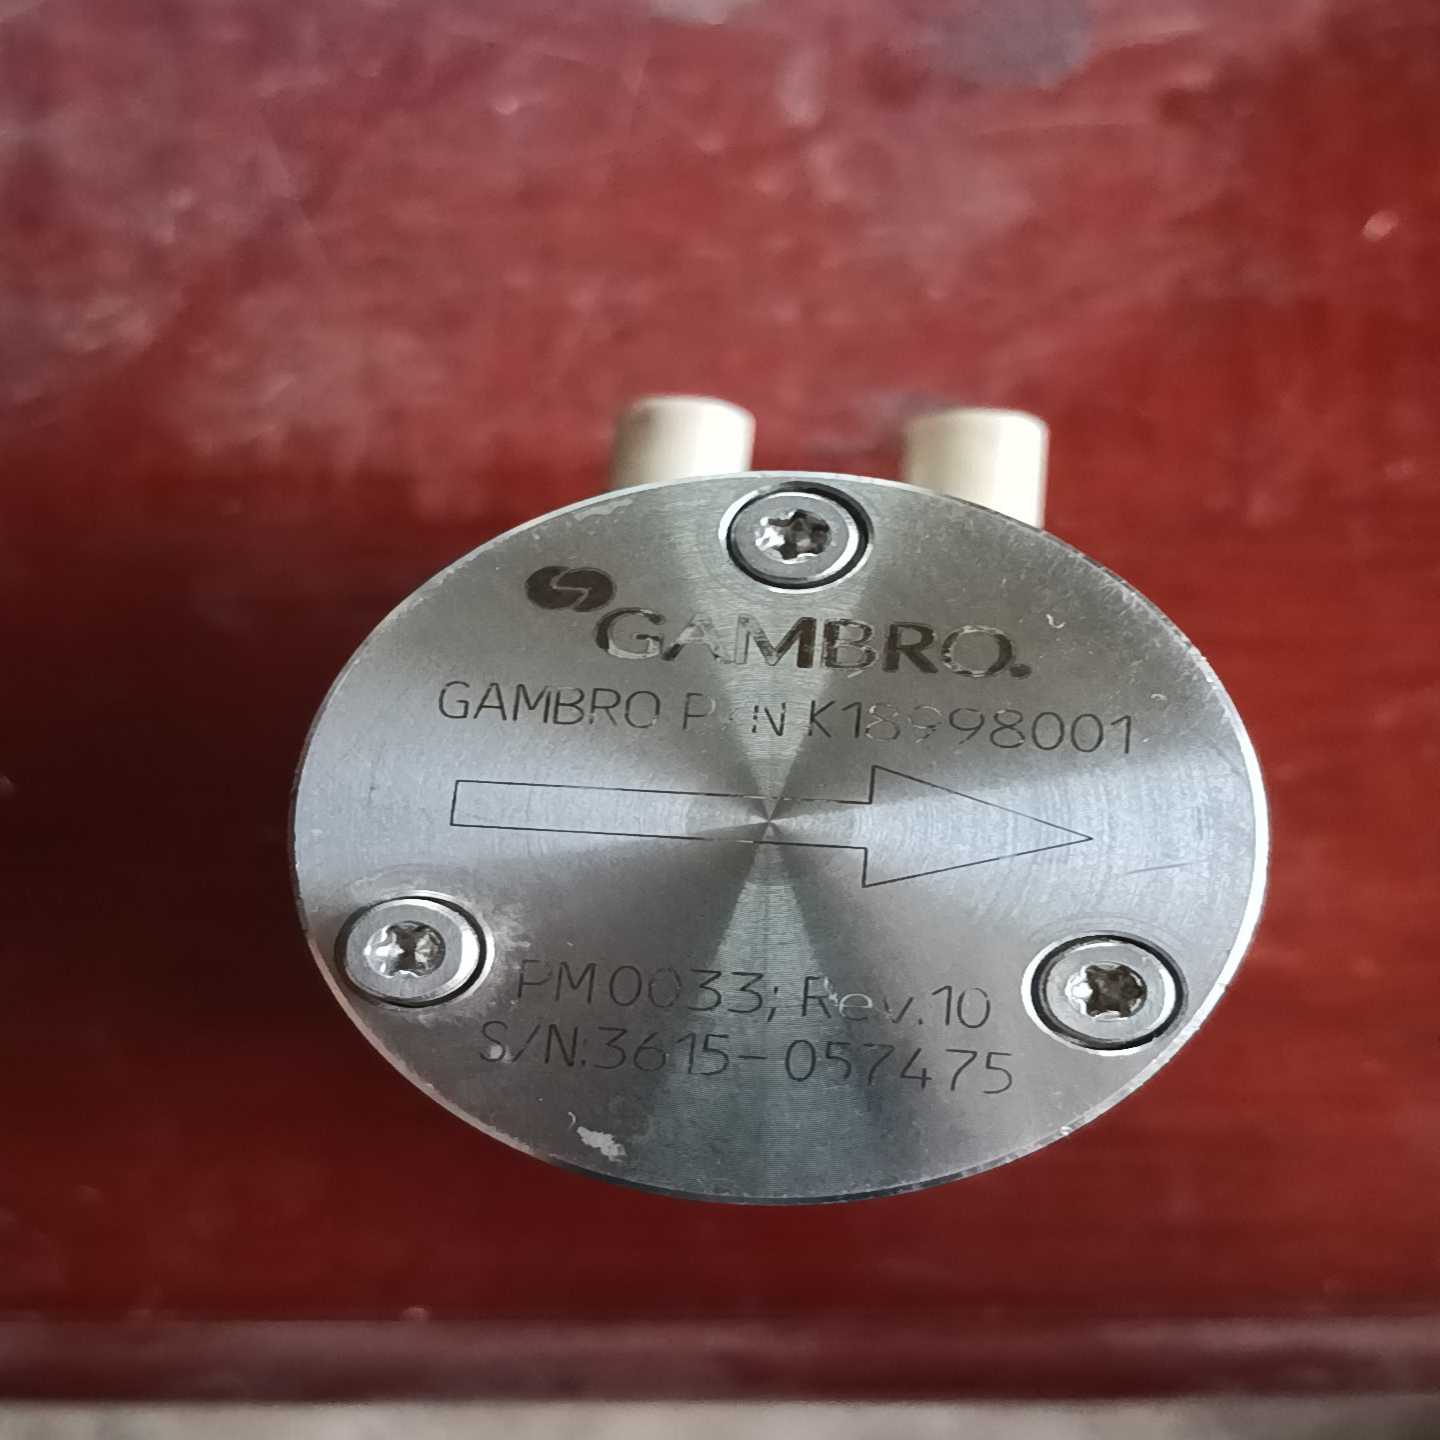 GAMBRO.
GAMBRO P/N K18998001
PM0033; Rev.10
S/N:3615-057475